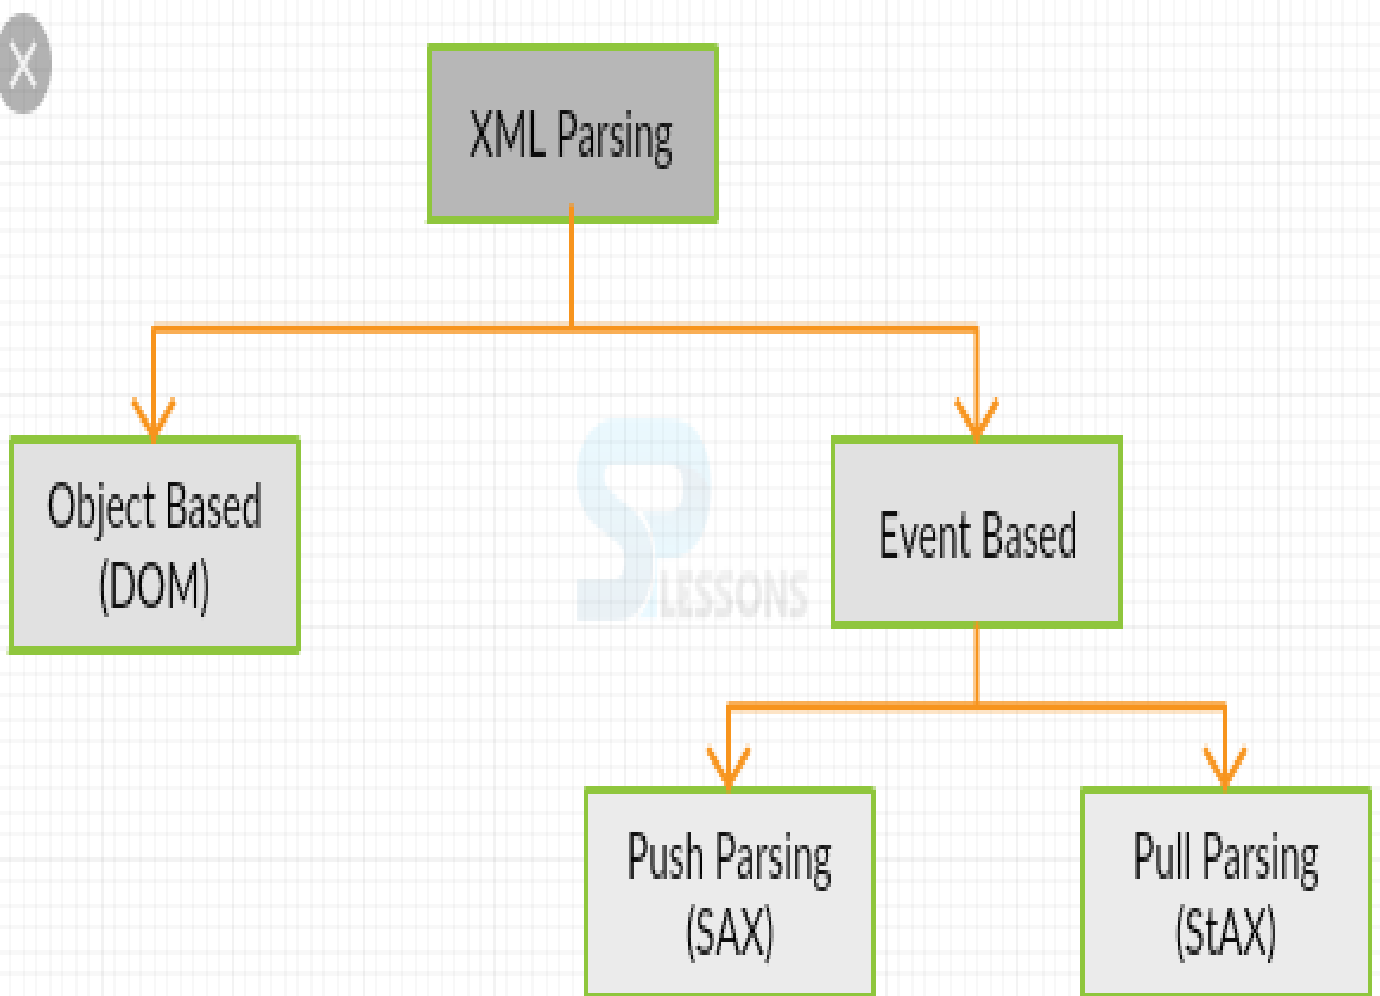 X
XML Parsing
Object Based
(DOM)
Event Based
LESSONS
Push Parsing
(SAX)
Pull Parsing
(StAX)